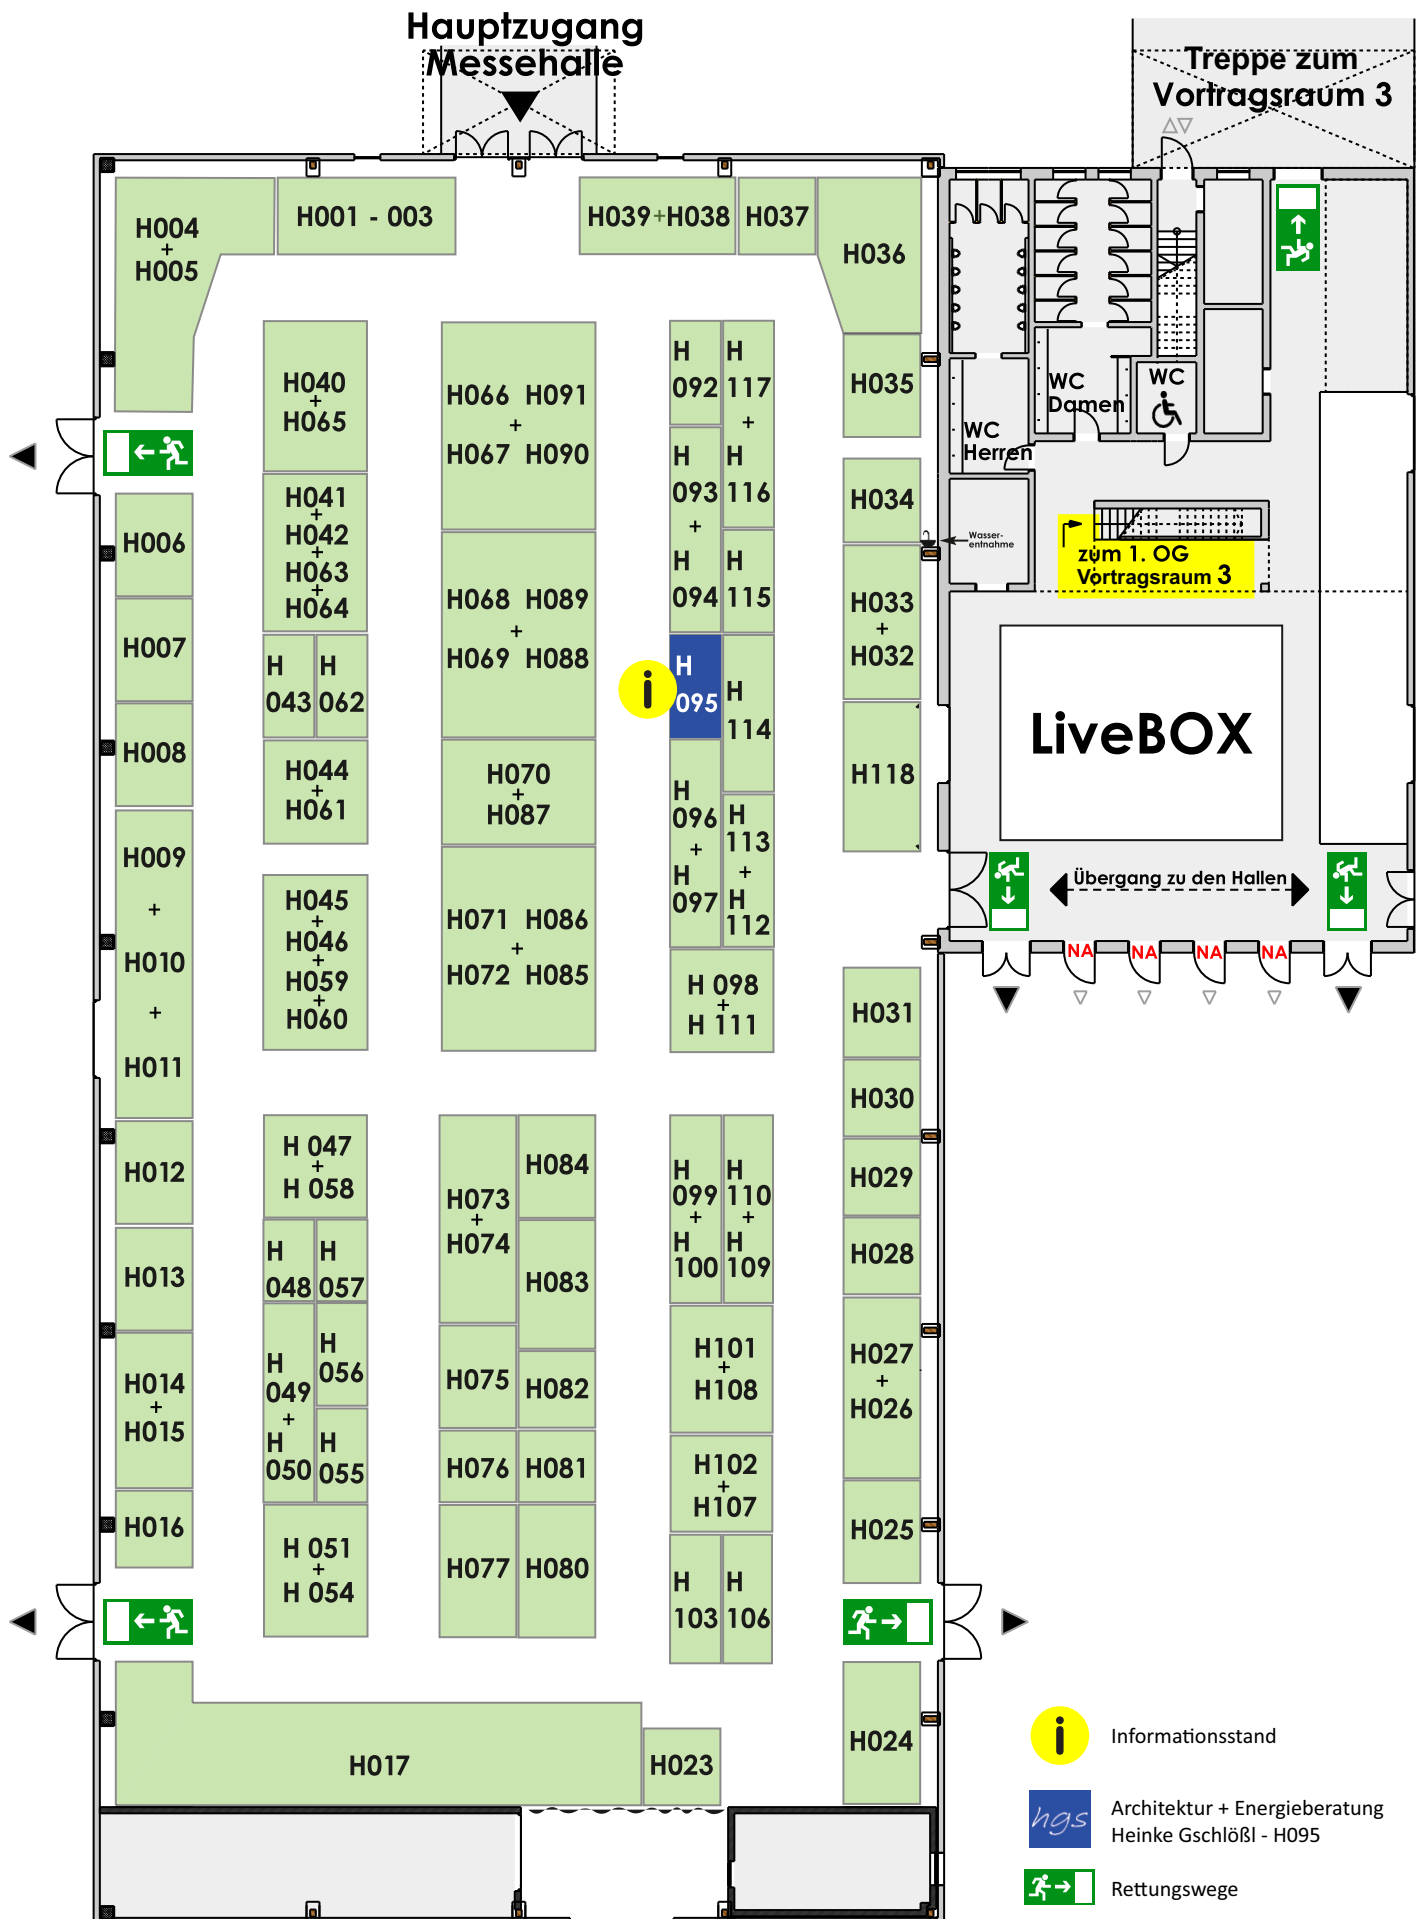 Hauptzugang
Messehalle
Treppe zum
Vortragsraum 3
H004
+
H005
H001 - 003
H039+H038
H037
H036
H040
+
H065
H066 H091
+
H067 H090
H
092
H
117
+
H
116
H035
WC
Damen
WC
WC
Herren
H
093
+
H
094
H034
H006
H041
+
H042
+
H063
+
H064
H068 H089
+
H069 H088
H
115
H033
+
H032
Wasser-
entnahme
zum 1. OG
Vortragsraum 3
H007
H
043
H
062
i
H
095
H
114
LiveBOX
H008
H044
+
H061
H070
+
H087
H118
H
096
+
H
097
H
113
+
H
112
H009
+
H010
+
H011
H045
+
H046
+
H059
+
H060
H071 H086
+
H072 H085
Übergang zu den Hallen
NA
NA
NA
NA
H 098
+
H 111
H031
H030
H012
H 047
+
H 058
H073
+
H074
H084
H
099
+
H
100
H
110
+
H
109
H029
H028
H013
H
048
H
057
H083
H014
+
H015
H
049
+
H
050
H
056
H
055
H075
H082
H101
+
H108
H027
+
H026
H076
H081
H102
+
H107
H016
H 051
+
H 054
H077
H080
H
103
H
106
H025
H017
H023
H024
i
Informationsstand
hgs
Architektur + Energieberatung
Heinke Gschlößl - H095
Rettungswege